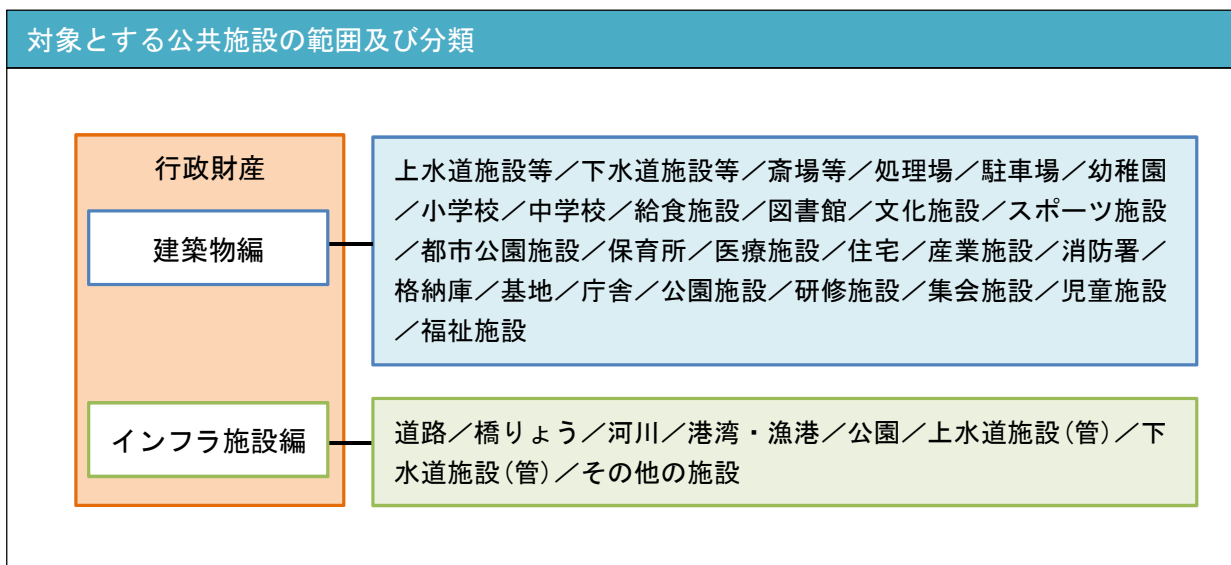 対象とする公共施設の範囲及び分類
行政財産
建築物編
上水道施設等／下水道施設等／斎場等／処理場／駐車場／幼稚園
／小学校／中学校／給食施設／図書館／文化施設／スポーツ施設
／都市公園施設／保育所／医療施設／住宅／産業施設／消防署／
格納庫／基地／庁舎／公園施設／研修施設／集会施設／児童施設
／福祉施設
インフラ施設編
道路／橋りょう／河川／港湾・漁港／公園／上水道施設(管)／下
水道施設(管)／その他の施設